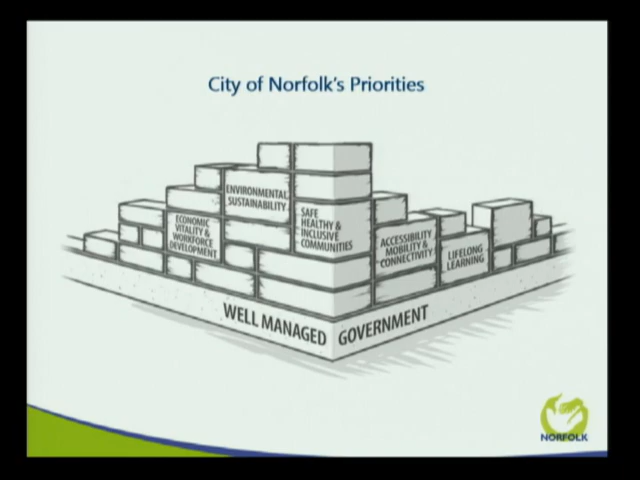 City of Norfolk's Priorities
ENVIRONMENTAL
SUSTAINABILITY
ECONOMIC
VITALITY &
WORKFORCE
DEVELOPMENT
SAFE
HEALTHY &
INCLUSIVE
COMMUNITIES
ACCESSIBILITY
MOBILITY &
CONNECTIVITY
LIFELONG
LEARNING
WELL MANAGED GOVERNMENT
NORFOLK